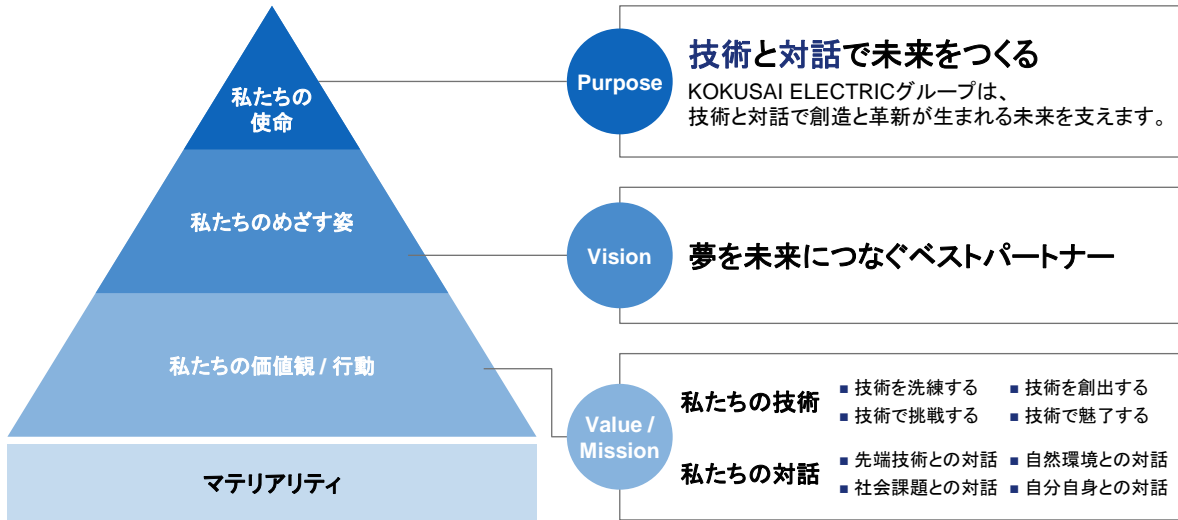 私たちの
使命
私たちのめざす姿
私たちの価値観 / 行動
マテリアリティ
Purpose
技術と対話で未来をつくる
KOKUSAI ELECTRICグループは、
技術と対話で創造と革新が生まれる未来を支えます。
Vision
夢を未来につなぐベストパートナー
Value /
Mission
私たちの技術
■ 技術を洗練する ■ 技術を創出する
■ 技術で挑戦する ■ 技術で魅了する
私たちの対話
■ 先端技術との対話 ■ 自然環境との対話
■ 社会課題との対話 ■ 自分自身との対話